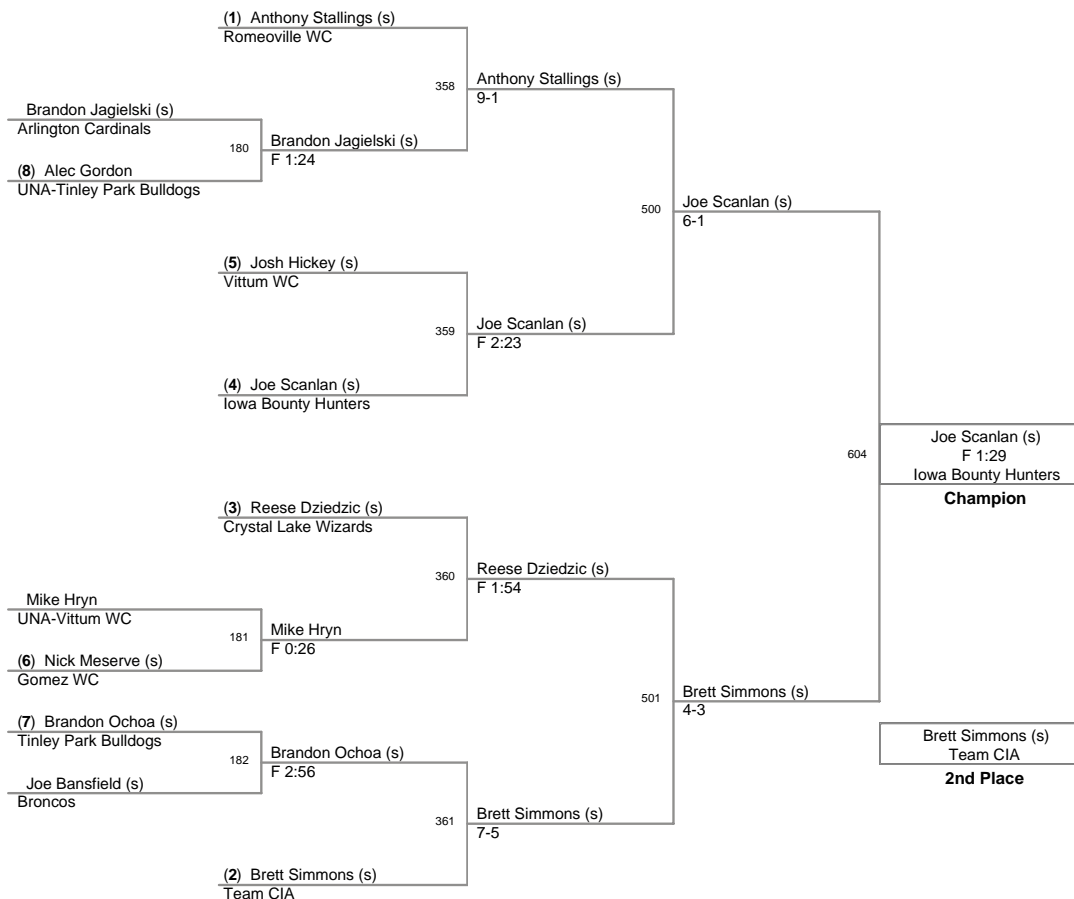 (1) Anthony Stallings (s)
Romeoville WC
358
Anthony Stallings (s)
9-1
Brandon Jagielski (s)
Arlington Cardinals
180
Brandon Jagielski (s)
F 1:24
(8) Alec Gordon
UNA-Tinley Park Bulldogs
500
Joe Scanlan (s)
6-1
(5) Josh Hickey (s)
Vittum WC
359
Joe Scanlan (s)
F 2:23
(4) Joe Scanlan (s)
Iowa Bounty Hunters
604
Joe Scanlan (s)
F 1:29
Iowa Bounty Hunters
Champion
(3) Reese Dziedzic (s)
Crystal Lake Wizards
360
Reese Dziedzic (s)
F 1:54
Mike Hryn
UNA-Vittum WC
181
Mike Hryn
F 0:26
(6) Nick Meserve (s)
Gomez WC
501
Brett Simmons (s)
4-3
(7) Brandon Ochoa (s)
Tinley Park Bulldogs
182
Brandon Ochoa (s)
F 2:56
Joe Bansfield (s)
Broncos
361
Brett Simmons (s)
7-5
(2) Brett Simmons (s)
Team CIA
Brett Simmons (s)
Team CIA
2nd Place